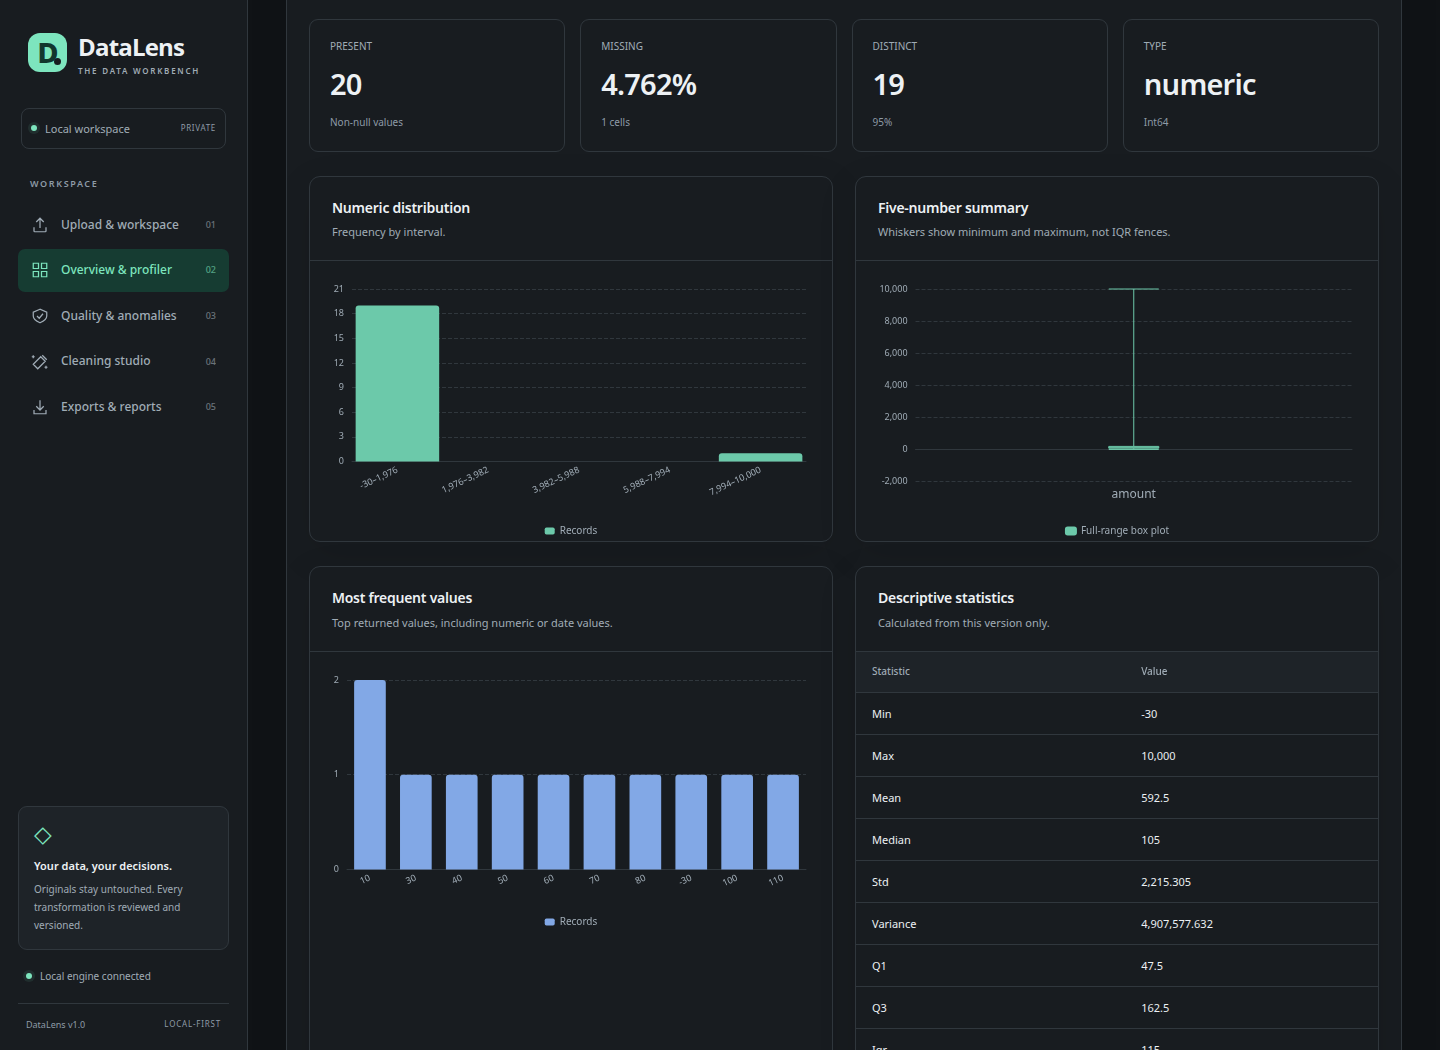 DataLens
THE DATA WORKBENCH
Local workspace PRIVATE
WORKSPACE
Upload & workspace 01
Overview & profiler 02
Quality & anomalies 03
Cleaning studio 04
Exports & reports 05
Your data, your decisions.
Originals stay untouched. Every
transformation is reviewed and
versioned.
Local engine connected
DataLens v1.0 LOCAL-FIRST
PRESENT
20
Non-null values
MISSING
4.762%
1 cells
DISTINCT
19
95%
TYPE
numeric
Int64
Numeric distribution
Frequency by interval.
21
18
15
12
9
6
3
0
-30–1,976
1,976–3,982
3,982–5,988
5,988–7,994
7,994–10,000
Records
Five-number summary
Whiskers show minimum and maximum, not IQR fences.
10,000
8,000
6,000
4,000
2,000
0
-2,000
amount
Full-range box plot
Most frequent values
Top returned values, including numeric or date values.
2
1
0
10
30
40
50
60
70
80
-30
100
110
Records
Descriptive statistics
Calculated from this version only.
Statistic Value
Min -30
Max 10,000
Mean 592.5
Median 105
Std 2,215.305
Variance 4,907,577.632
Q1 47.5
Q3 162.5
Iqr 115